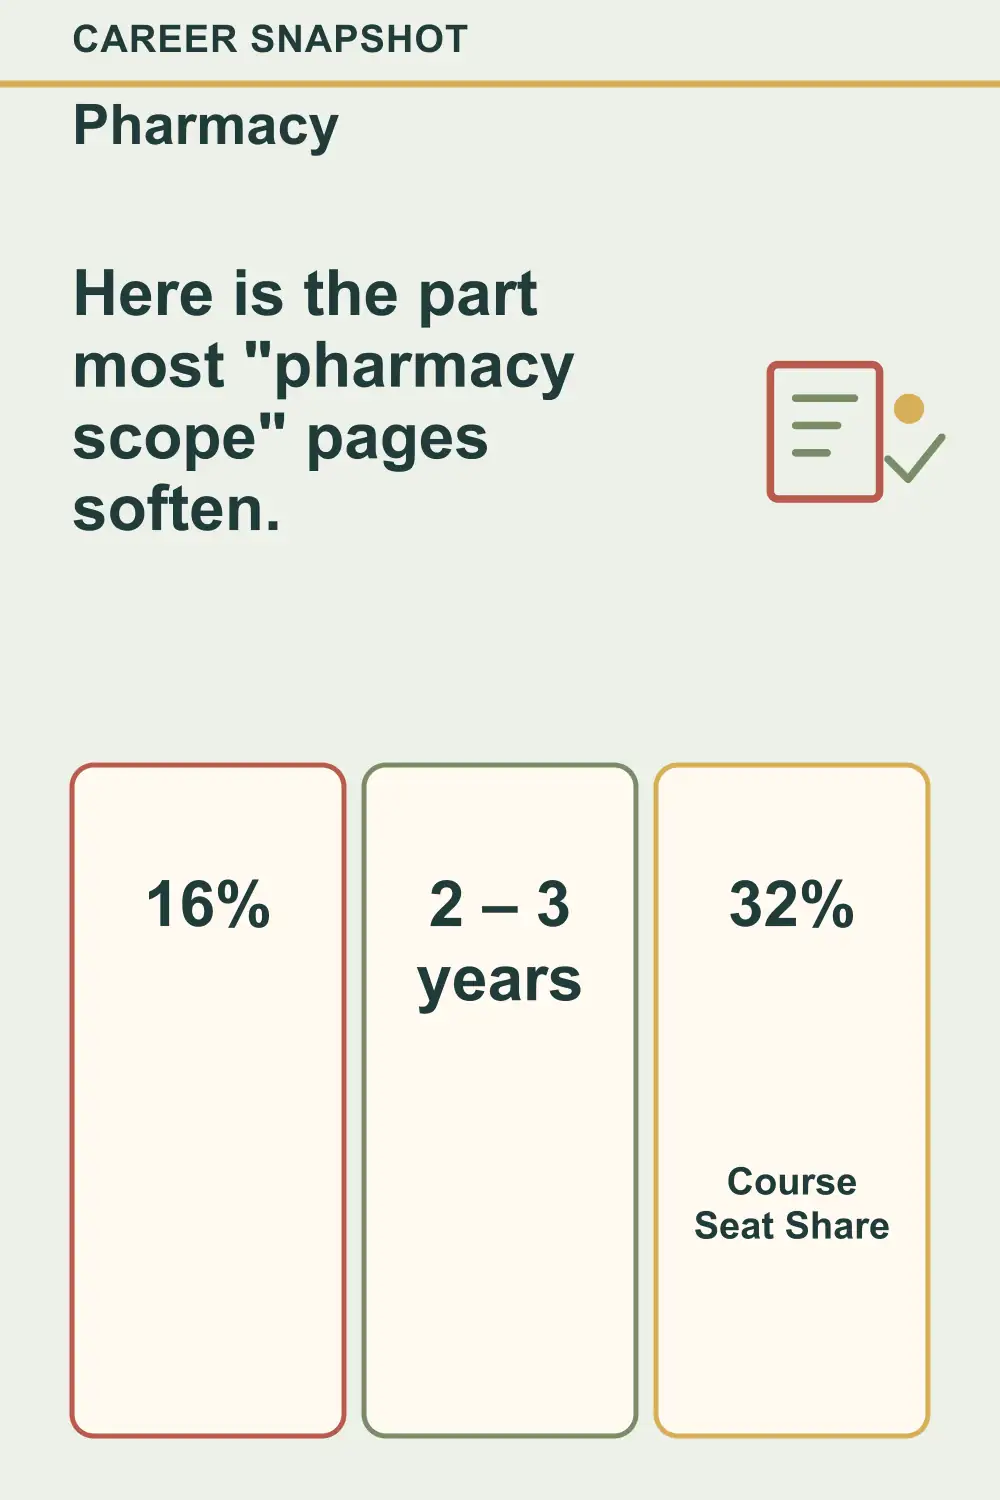 CAREER SNAPSHOT
Pharmacy
Here is the part
most "pharmacy
scope" pages
soften.
16%
2 – 3
years
32%
Course
Seat Share